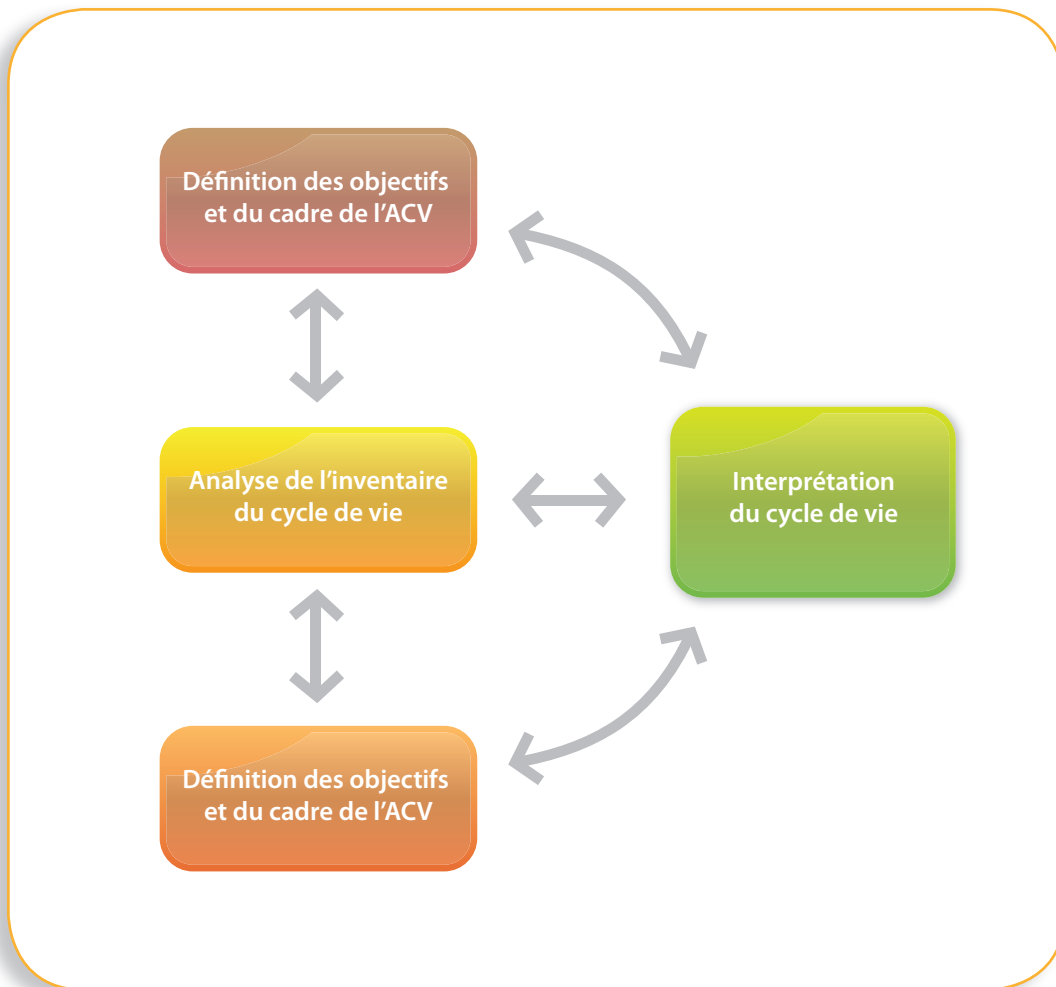 Définition des objectifs
et du cadre de l’ACV
Analyse de l’inventaire
du cycle de vie
Interprétation
du cycle de vie
Définition des objectifs
et du cadre de l’ACV